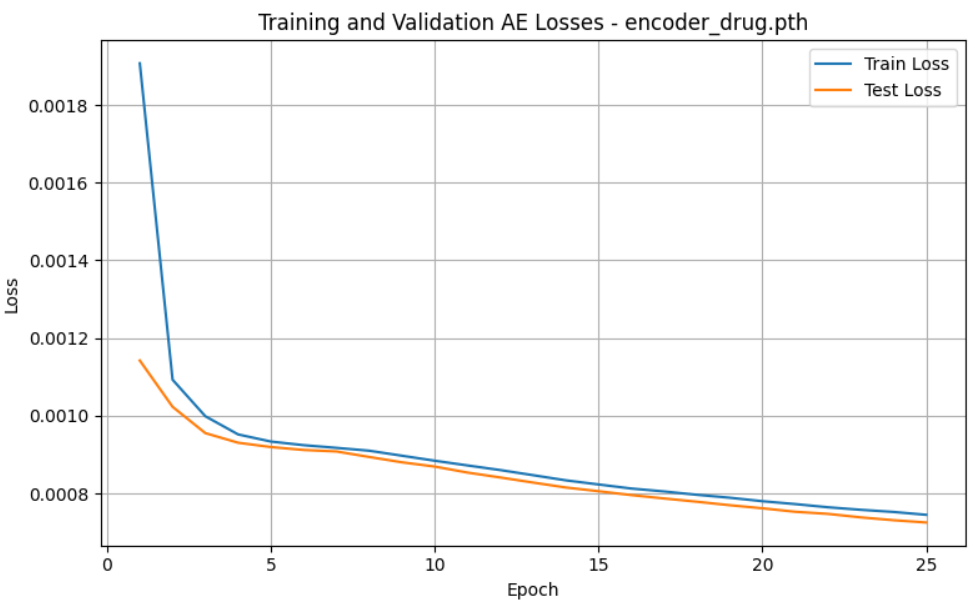 Training and Validation AE Losses - encoder_drug.pth
Train Loss
Test Loss
Loss
0.0018
0.0016
0.0014
0.0012
0.0010
0.0008
0 5 10 15 20 25
Epoch